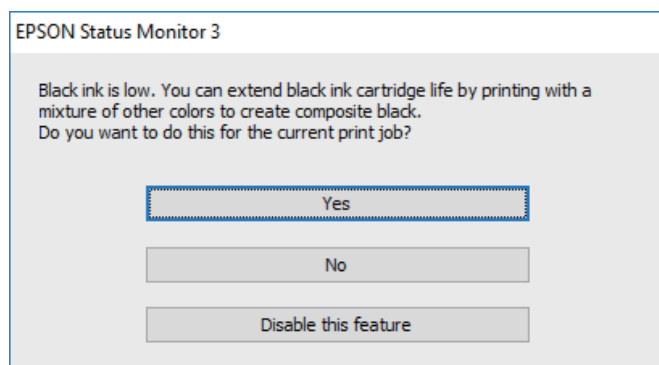 EPSON Status Monitor 3
Black ink is low. You can extend black ink cartridge life by printing with a
mixture of other colors to create composite black.
Do you want to do this for the current print job?
Yes
No
Disable this feature